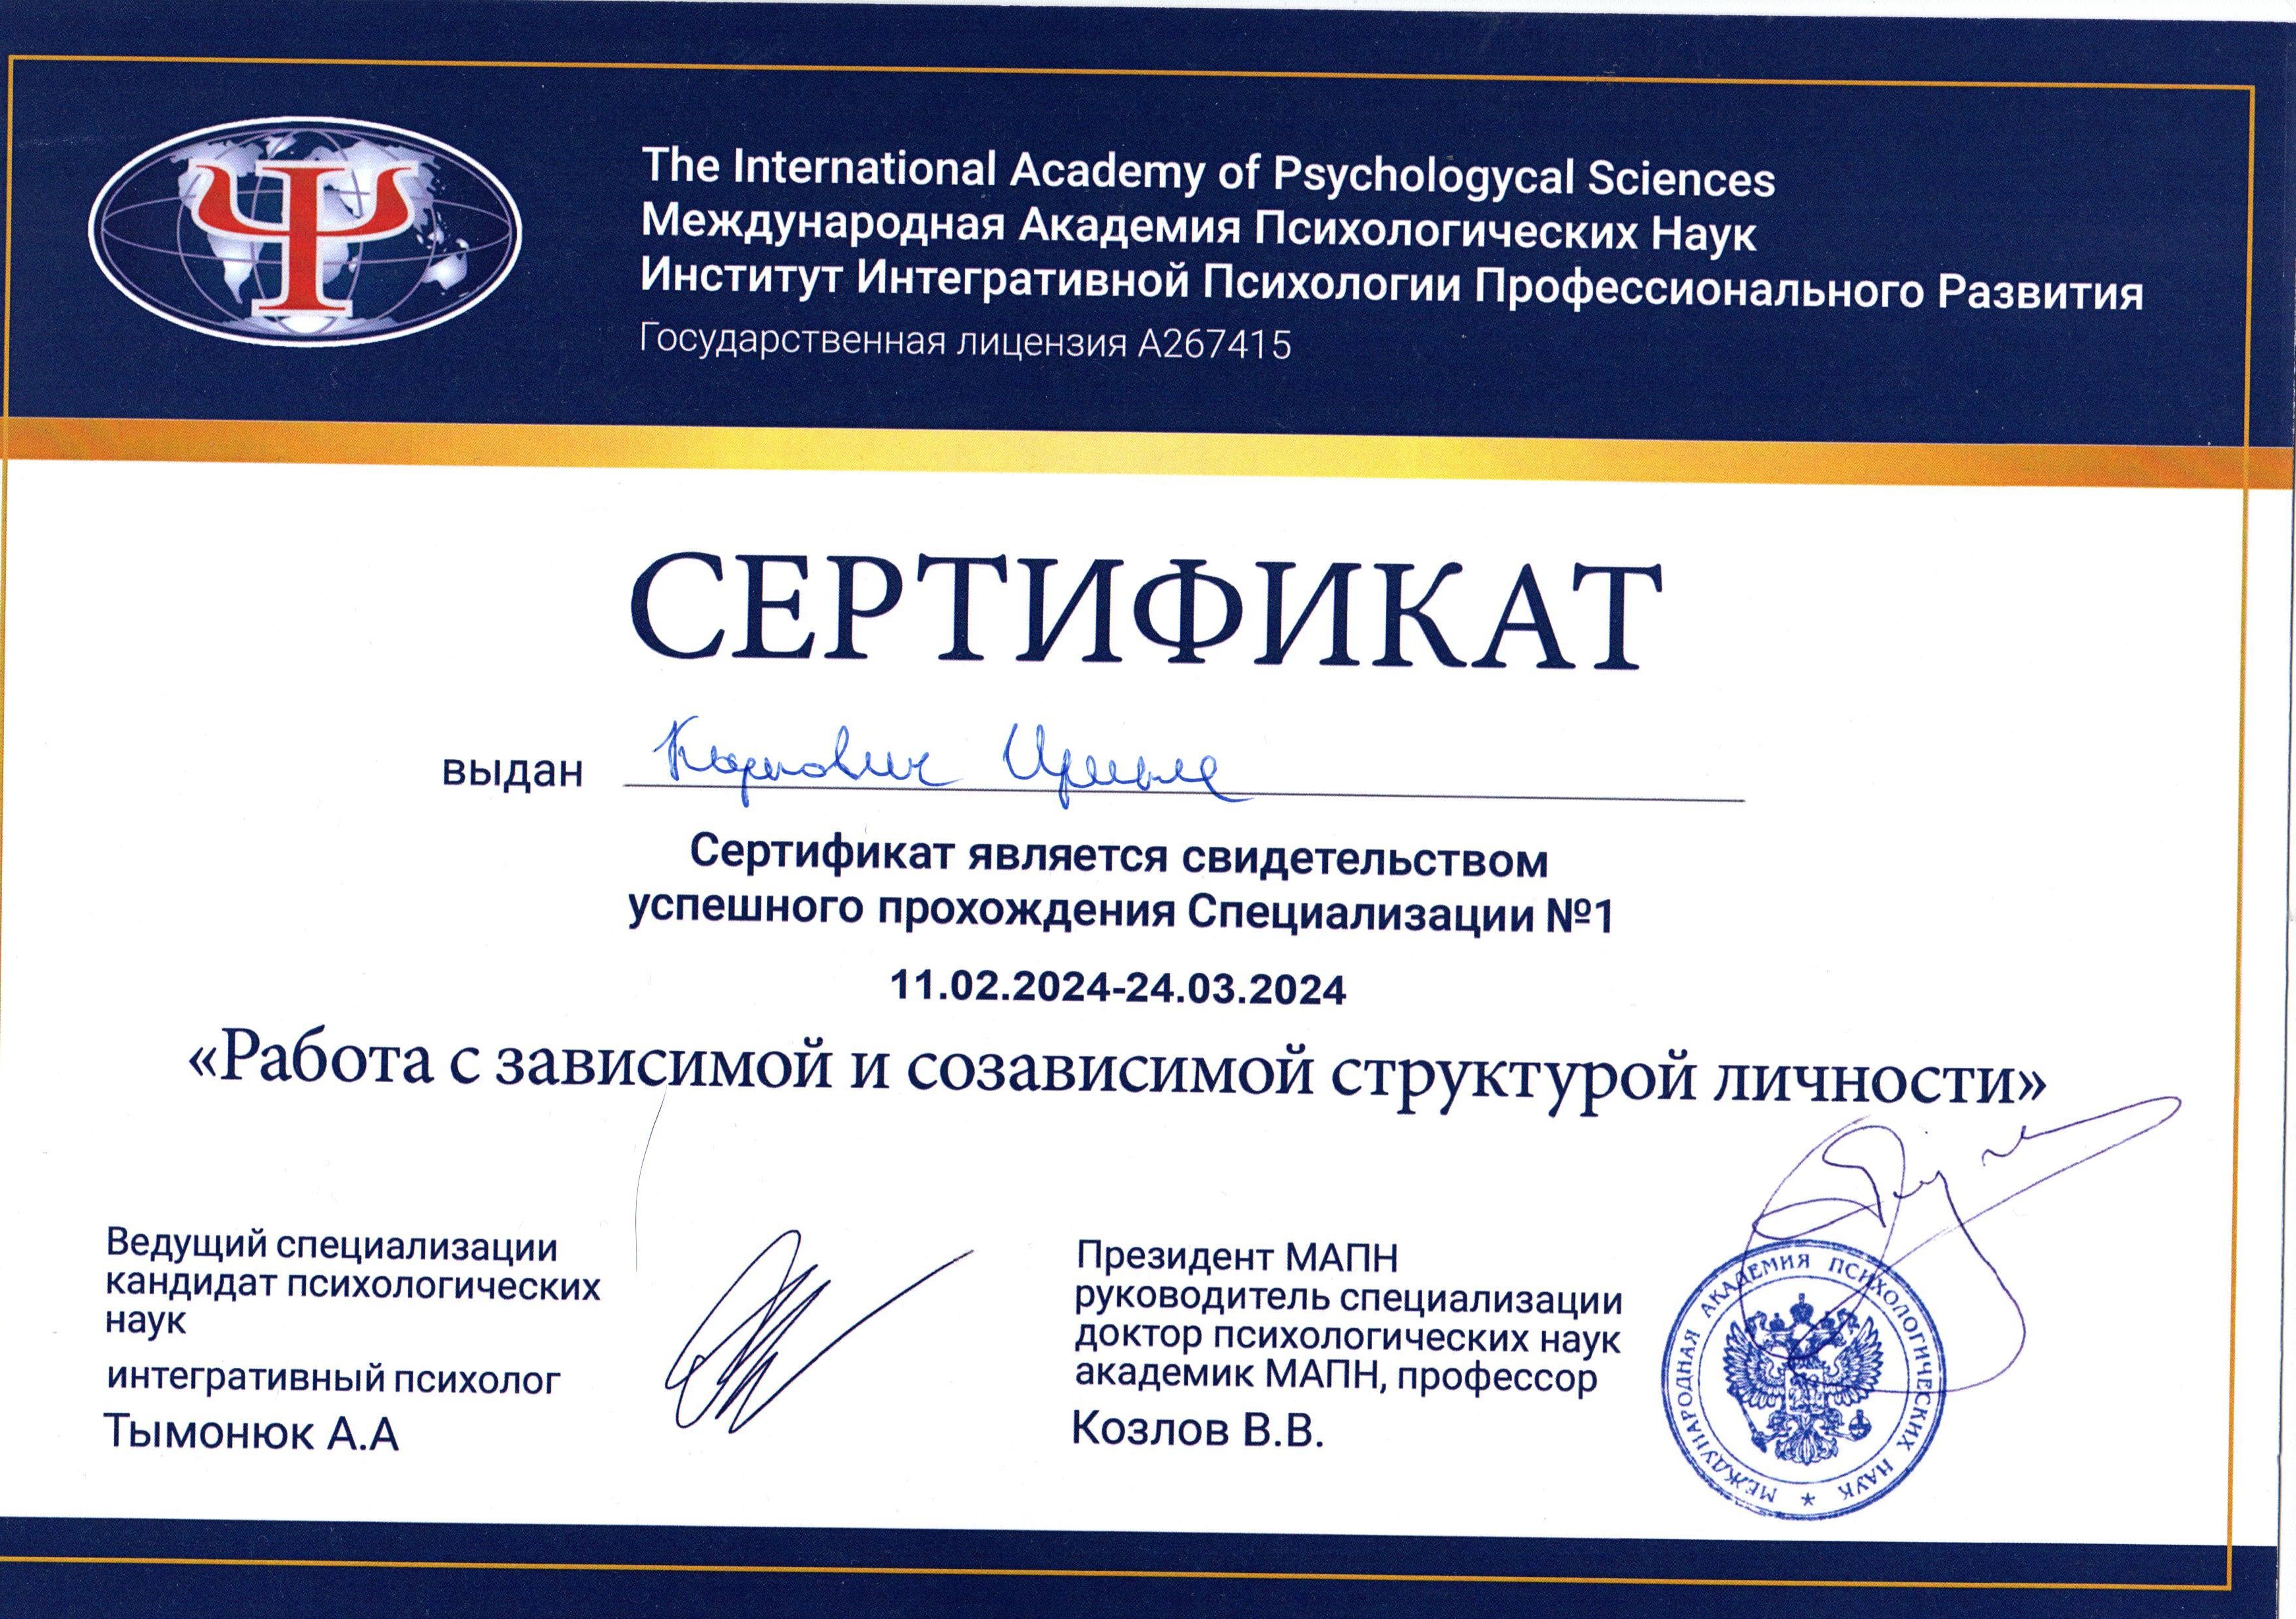 The International Academy of Psychologycal Sciences
Международная Академия Психологических Наук
Институт Интегративной Психологии Профессионального Развития
Государственная лицензия А267415
СЕРТИФИКАТ
выдан Карпович Ирина
Сертификат является свидетельством
успешного прохождения Специализации №1
11.02.2024-24.03.2024
«Работа с зависимой и созависимой структурой личности»
Ведущий специализации
кандидат психологических
наук
интегративный психолог
Тымонюк А.А
Президент МАПН
руководитель специализации
доктор психологических наук
академик МАПН, профессор
Козлов В.В.
МЕЖДУНАРОДНАЯ АКАДЕМИЯ ПСИХОЛОГИЧЕСКИХ НАУК